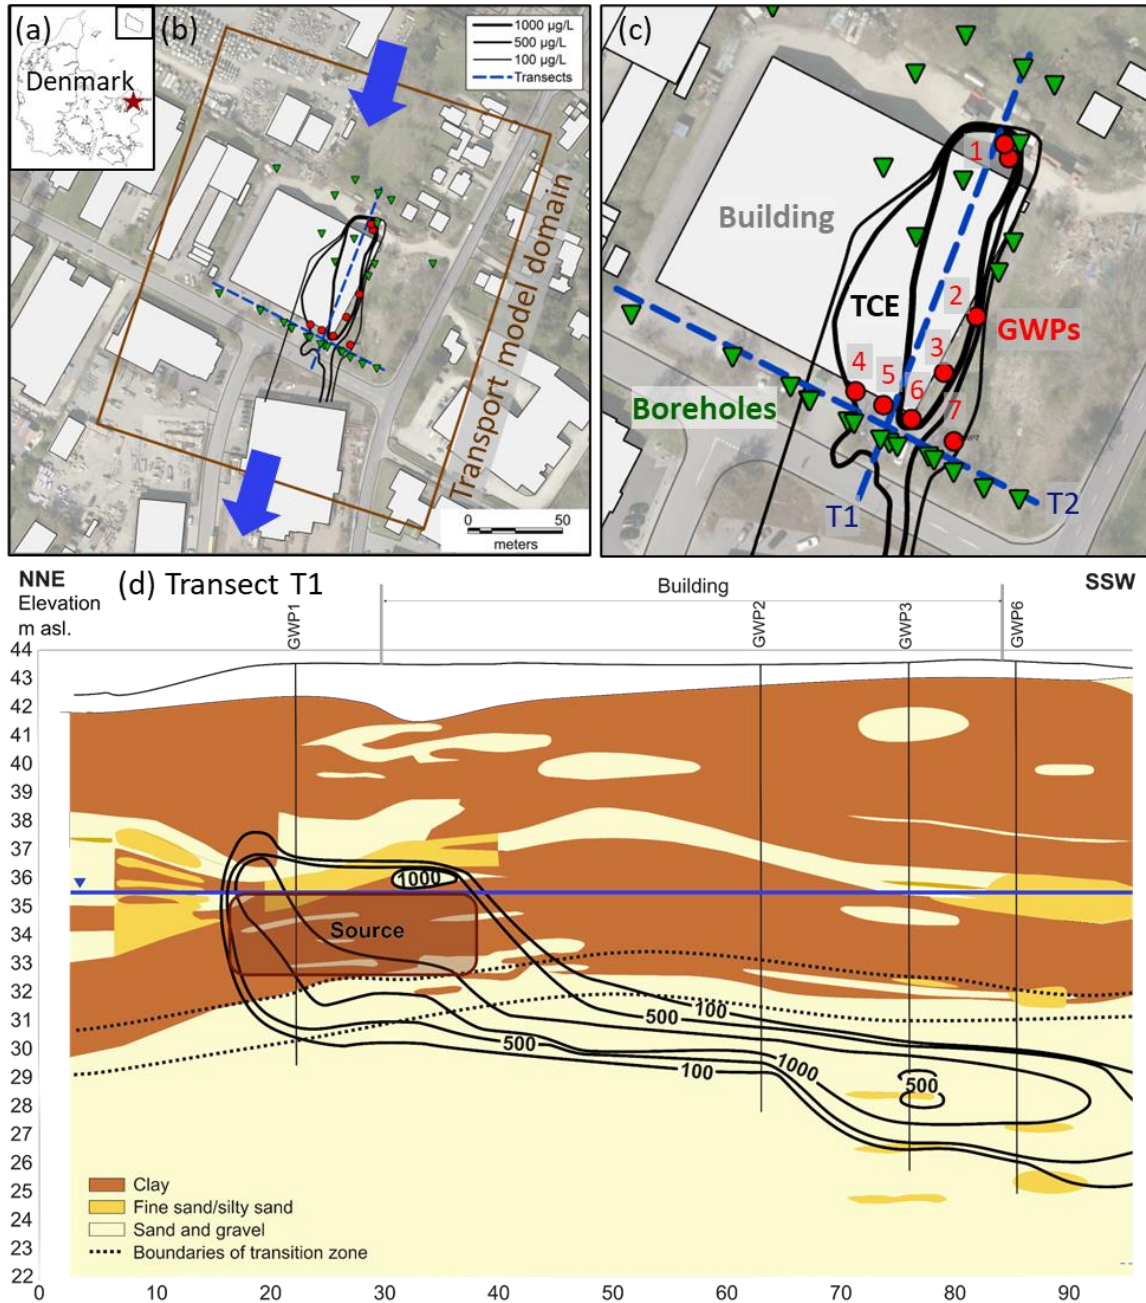 (a)
Denmark
(b)
1000 µg/L
500 µg/L
100 µg/L
Transects
Transport model domain
0 50
meters
(c)
1
Building
2
TCE
GWPs
3
4
5
6
7
Boreholes
T1
T2
NNE
(d) Transect T1
Building
SSW
Elevation
m asl.
GWP1
GWP2
GWP3
GWP6
44
43
42
41
40
39
38
37
36
35
34
33
32
31
30
29
28
27
26
25
24
23
22
1000
Source
100
500
500
100
1000
500
Clay
Fine sand/silty sand
Sand and gravel
Boundaries of transition zone
0 10 20 30 40 50 60 70 80 90